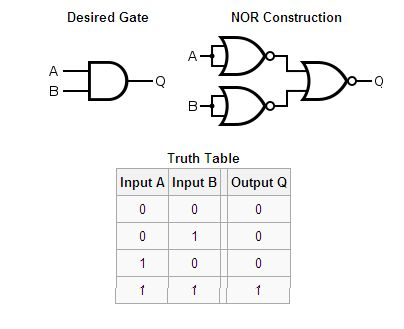 Desired Gate NOR Construction
A B Q
A B Q
Truth Table
Input A Input B Output Q
0 0 0
0 1 0
1 0 0
1 1 1